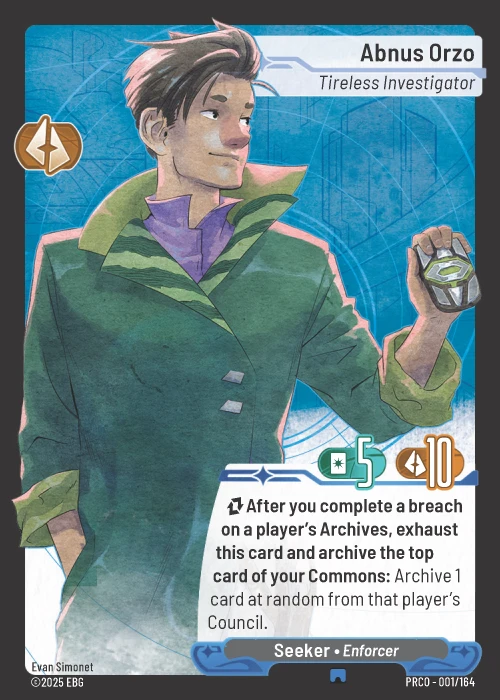 Abnus Orzo
Tireless Investigator
5 10
After you complete a breach
on a player's Archives, exhaust
this card and archive the top
card of your Commons: Archive 1
card at random from that player's
Council.
Seeker • Enforcer
Evan Simonet
©2025 EBG
PRCO - 001/164